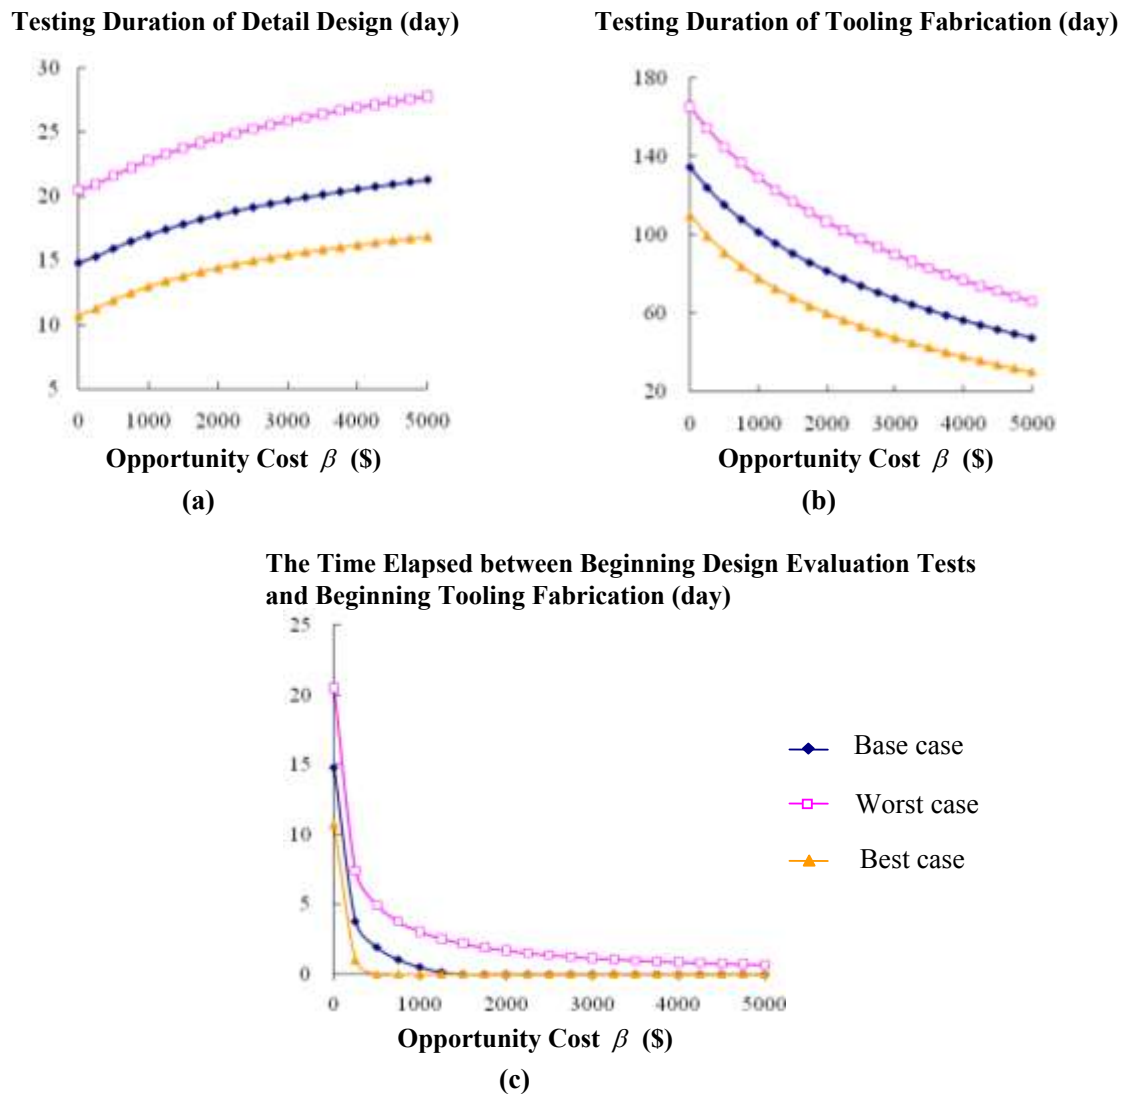 Testing Duration of Detail Design (day)
30
25
20
15
10
5
0 1000 2000 3000 4000 5000
Opportunity Cost β ($)
(a)
Testing Duration of Tooling Fabrication (day)
180
140
100
60
20
0 1000 2000 3000 4000 5000
Opportunity Cost β ($)
(b)
The Time Elapsed between Beginning Design Evaluation Tests
and Beginning Tooling Fabrication (day)
25
20
15
10
5
0
0 1000 2000 3000 4000 5000
Opportunity Cost β ($)
(c)
Base case
Worst case
Best case